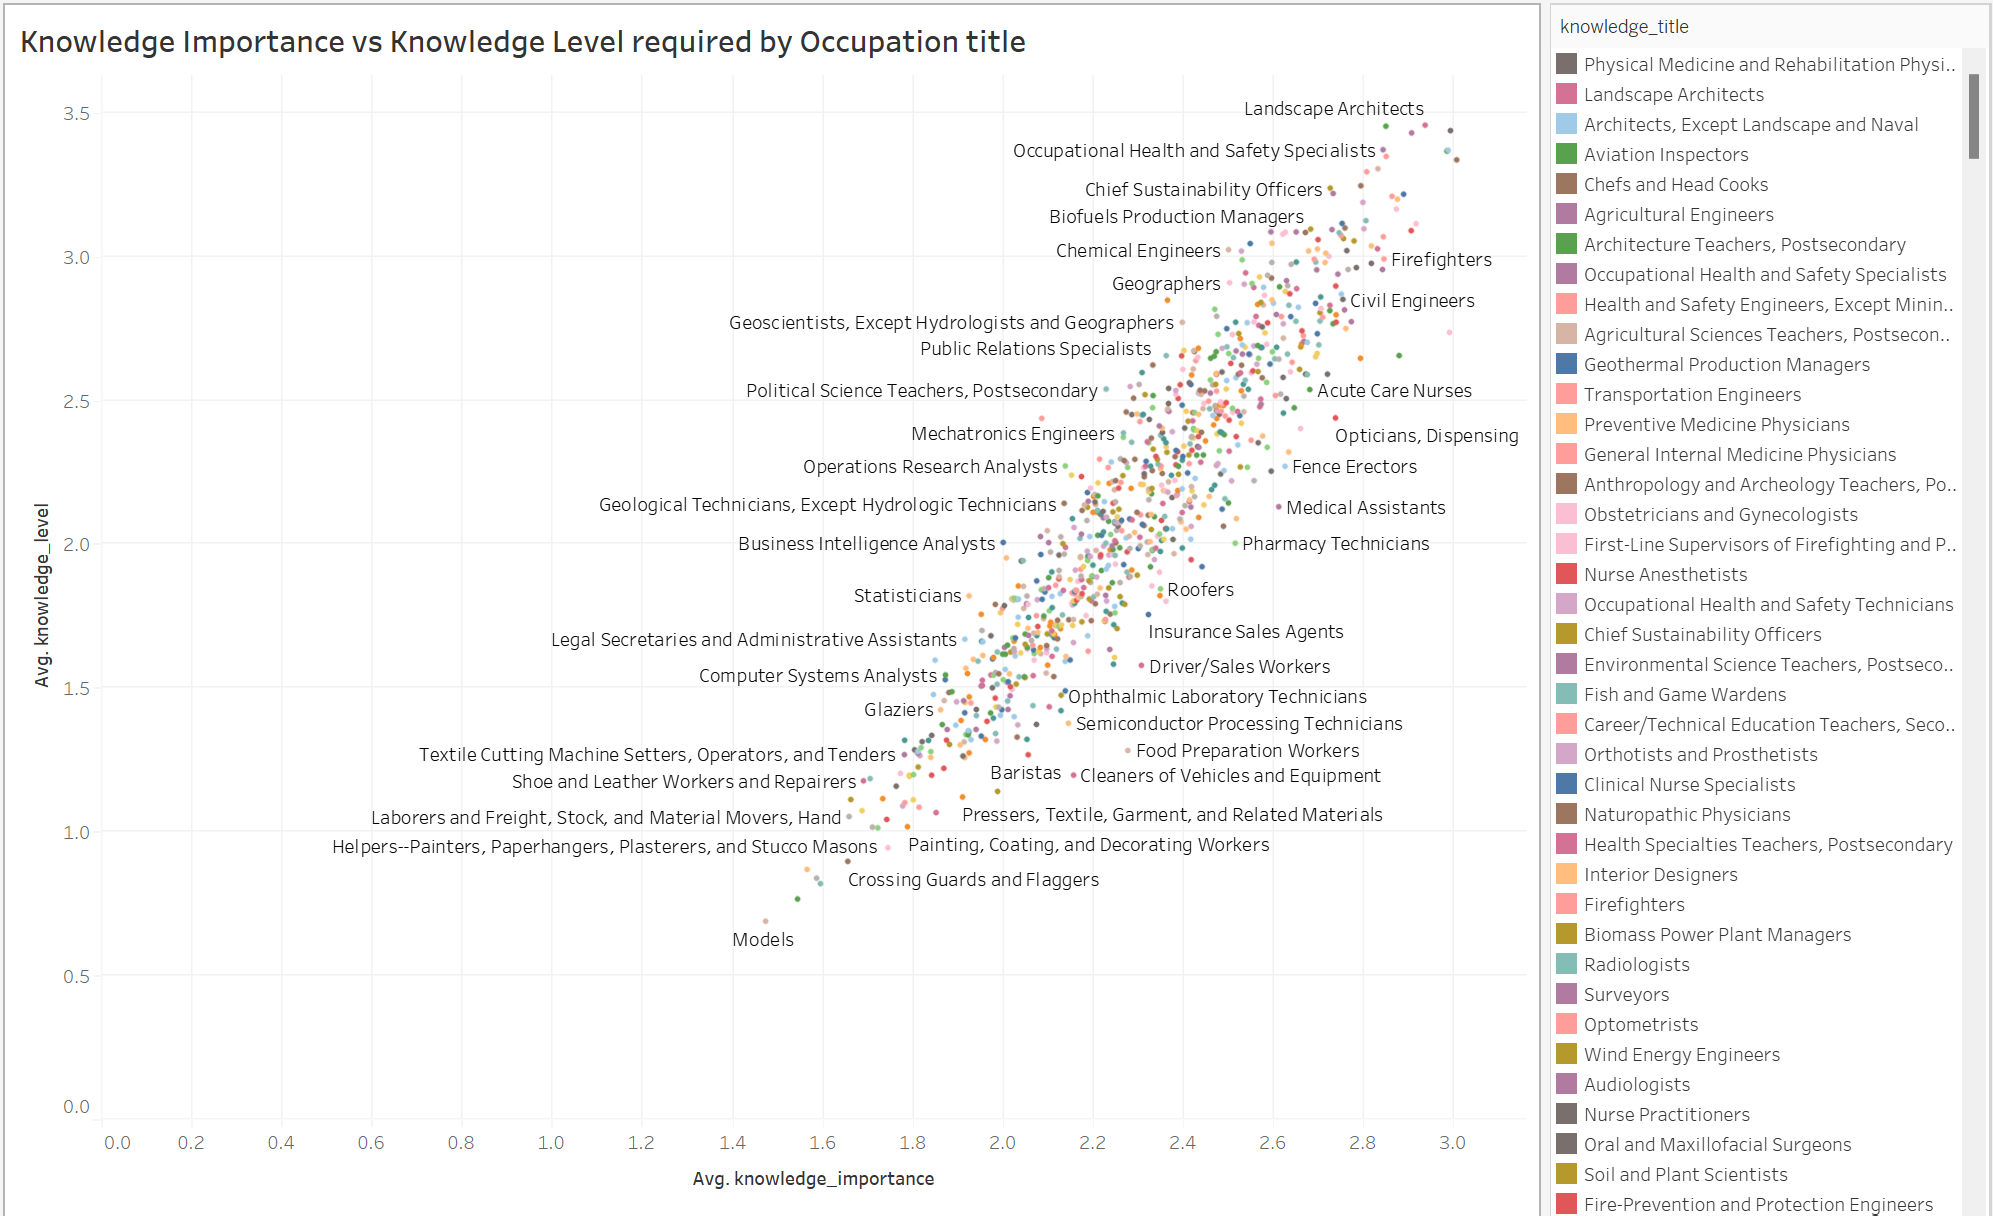 Knowledge Importance vs Knowledge Level required by Occupation title
Avg. knowledge_level
3.5
3.0
2.5
2.0
1.5
1.0
0.5
0.0
Landscape Architects
Occupational Health and Safety Specialists
Chief Sustainability Officers
Biofuels Production Managers
Chemical Engineers
Firefighters
Geographers
Civil Engineers
Geoscientists, Except Hydrologists and Geographers
Public Relations Specialists
Political Science Teachers, Postsecondary
Acute Care Nurses
Mechatronics Engineers
Opticians, Dispensing
Operations Research Analysts
Fence Erectors
Geological Technicians, Except Hydrologic Technicians
Medical Assistants
Business Intelligence Analysts
Pharmacy Technicians
Roofers
Statisticians
Insurance Sales Agents
Legal Secretaries and Administrative Assistants
Driver/Sales Workers
Computer Systems Analysts
Ophthalmic Laboratory Technicians
Glaziers
Semiconductor Processing Technicians
Food Preparation Workers
Textile Cutting Machine Setters, Operators, and Tenders
Baristas
Cleaners of Vehicles and Equipment
Shoe and Leather Workers and Repairers
Pressers, Textile, Garment, and Related Materials
Laborers and Freight, Stock, and Material Movers, Hand
Painting, Coating, and Decorating Workers
Helpers--Painters, Paperhangers, Plasterers, and Stucco Masons
Crossing Guards and Flaggers
Models
0.0 0.2 0.4 0.6 0.8 1.0 1.2 1.4 1.6 1.8 2.0 2.2 2.4 2.6 2.8 3.0
Avg. knowledge_importance
knowledge_title
Physical Medicine and Rehabilitation Physi..
Landscape Architects
Architects, Except Landscape and Naval
Aviation Inspectors
Chefs and Head Cooks
Agricultural Engineers
Architecture Teachers, Postsecondary
Occupational Health and Safety Specialists
Health and Safety Engineers, Except Minin..
Agricultural Sciences Teachers, Postsecon..
Geothermal Production Managers
Transportation Engineers
Preventive Medicine Physicians
General Internal Medicine Physicians
Anthropology and Archeology Teachers, Po..
Obstetricians and Gynecologists
First-Line Supervisors of Firefighting and P..
Nurse Anesthetists
Occupational Health and Safety Technicians
Chief Sustainability Officers
Environmental Science Teachers, Postseco..
Fish and Game Wardens
Career/Technical Education Teachers, Seco..
Orthotists and Prosthetists
Clinical Nurse Specialists
Naturopathic Physicians
Health Specialties Teachers, Postsecondary
Interior Designers
Firefighters
Biomass Power Plant Managers
Radiologists
Surveyors
Optometrists
Wind Energy Engineers
Audiologists
Nurse Practitioners
Oral and Maxillofacial Surgeons
Soil and Plant Scientists
Fire-Prevention and Protection Engineers